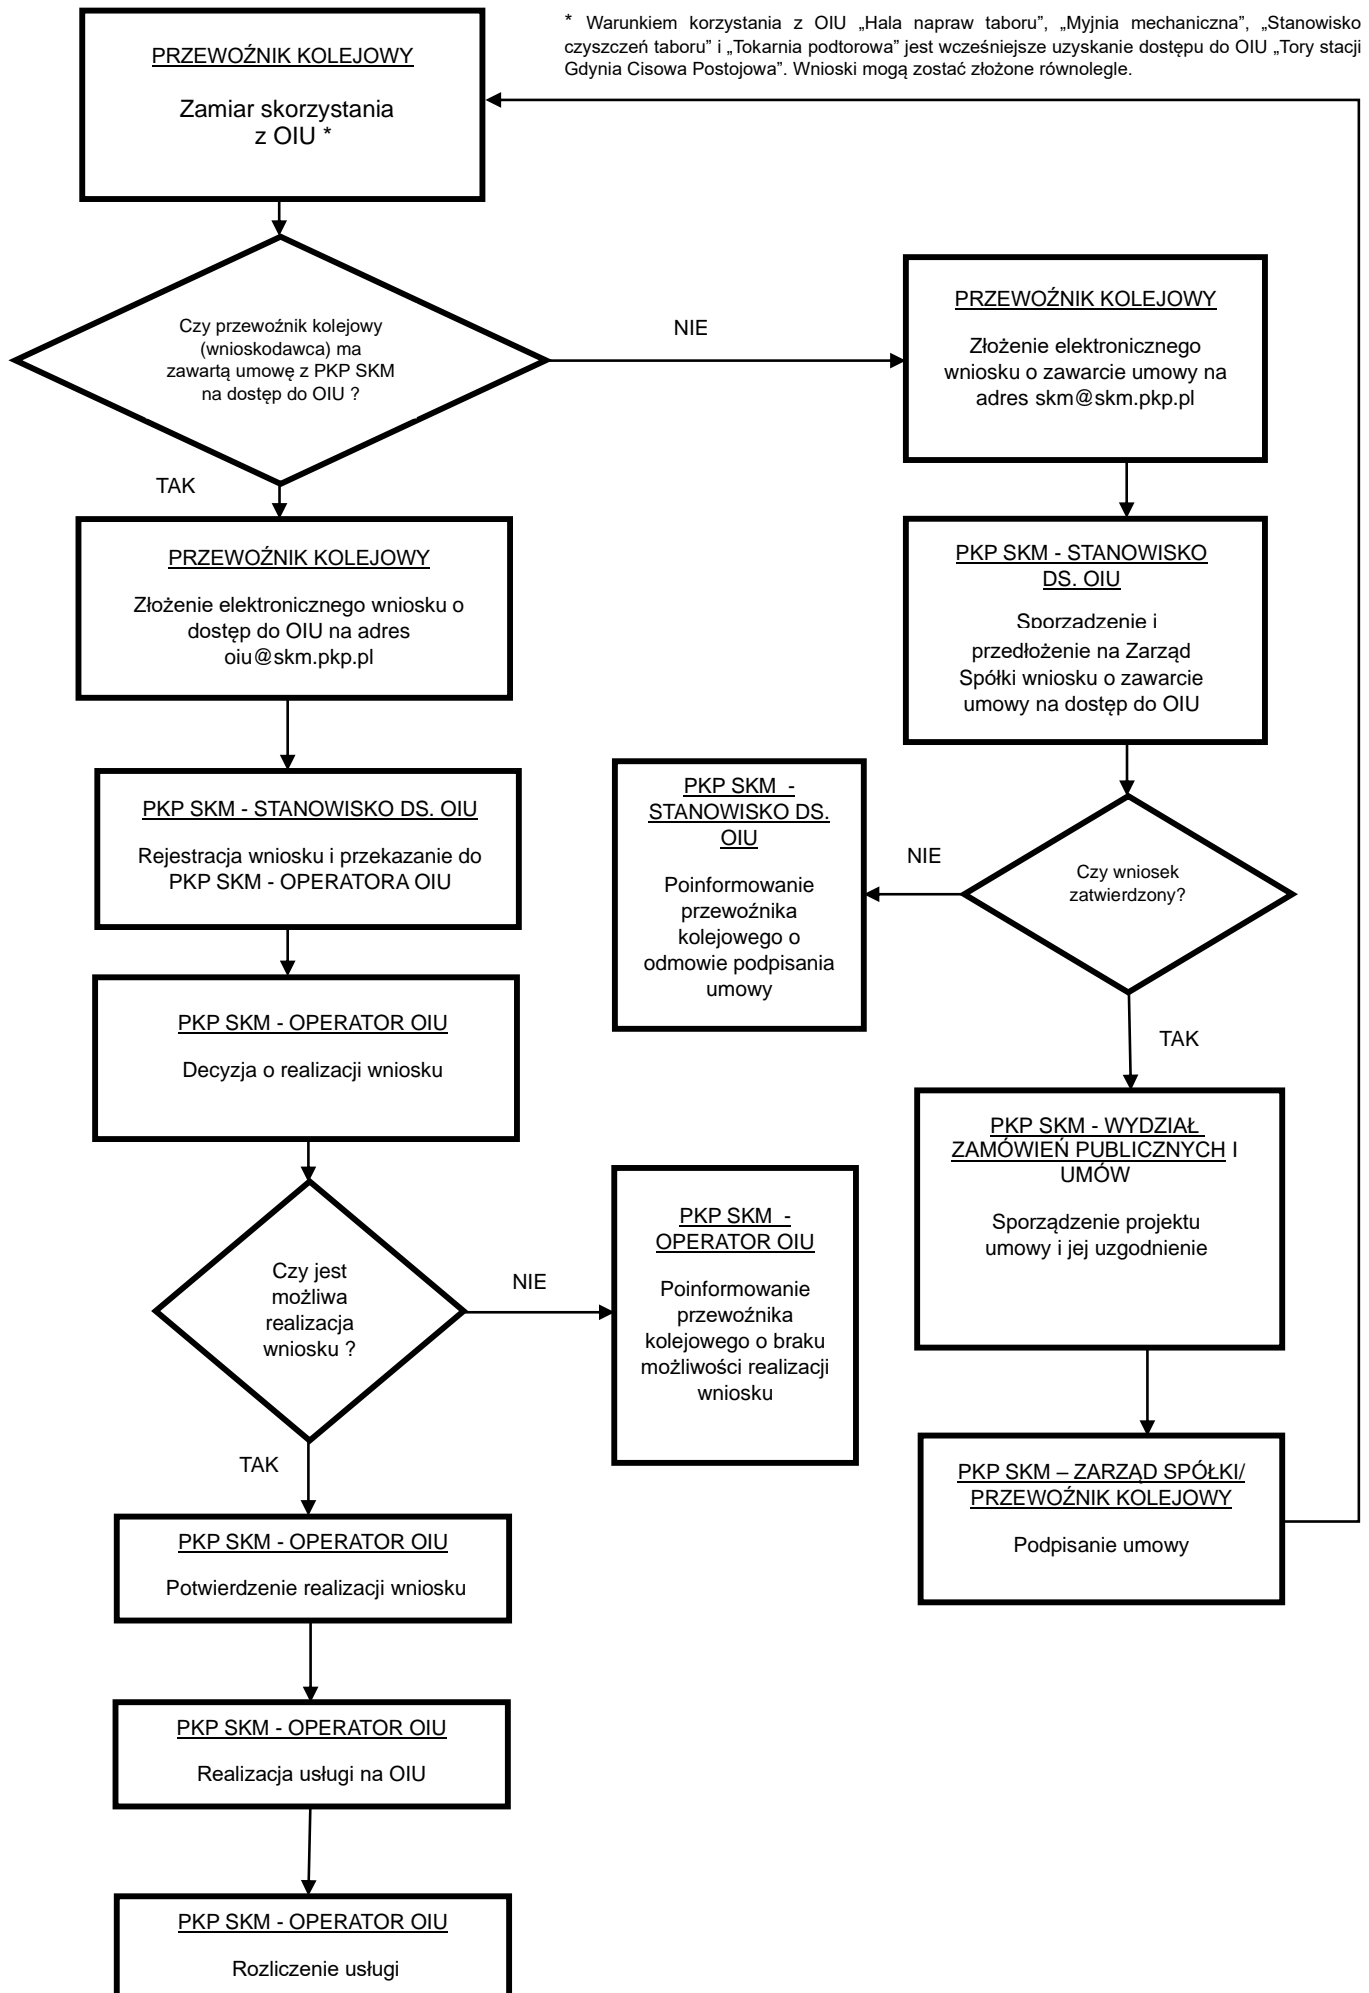 * Warunkiem korzystania z OIU „Hala napraw taboru”, „Myjnia mechaniczna”, „Stanowisko
czyszczeń taboru” i „Tokarnia podtorowa” jest wcześniejsze uzyskanie dostępu do OIU „Tory stacji
Gdynia Cisowa Postojowa”. Wnioski mogą zostać złożone równolegle.
PRZEWOŹNIK KOLEJOWY
Zamiar skorzystania
z OIU *
Czy przewoźnik kolejowy
(wnioskodawca) ma
zawartą umowę z PKP SKM
na dostęp do OIU ?
NIE
TAK
PRZEWOŹNIK KOLEJOWY
Złożenie elektronicznego
wniosku o zawarcie umowy na
adres skm@skm.pkp.pl
PKP SKM - STANOWISKO
DS. OIU
Sporządzenie i
przedłożenie na Zarząd
Spółki wniosku o zawarcie
umowy na dostęp do OIU
Czy wniosek
zatwierdzony?
NIE
TAK
PKP SKM -
STANOWISKO DS.
OIU
Poinformowanie
przewoźnika
kolejowego o
odmowie podpisania
umowy
PKP SKM - WYDZIAŁ
ZAMÓWIEŃ PUBLICZNYCH I
UMÓW
Sporządzenie projektu
umowy i jej uzgodnienie
PKP SKM – ZARZĄD SPÓŁKI/
PRZEWOŹNIK KOLEJOWY
Podpisanie umowy
PRZEWOŹNIK KOLEJOWY
Złożenie elektronicznego wniosku o
dostęp do OIU na adres
oiu@skm.pkp.pl
PKP SKM - STANOWISKO DS. OIU
Rejestracja wniosku i przekazanie do
PKP SKM - OPERATORA OIU
PKP SKM - OPERATOR OIU
Decyzja o realizacji wniosku
Czy jest
możliwa
realizacja
wniosku ?
NIE
TAK
PKP SKM -
OPERATOR OIU
Poinformowanie
przewoźnika
kolejowego o braku
możliwości realizacji
wniosku
PKP SKM - OPERATOR OIU
Potwierdzenie realizacji wniosku
PKP SKM - OPERATOR OIU
Realizacja usługi na OIU
PKP SKM - OPERATOR OIU
Rozliczenie usługi